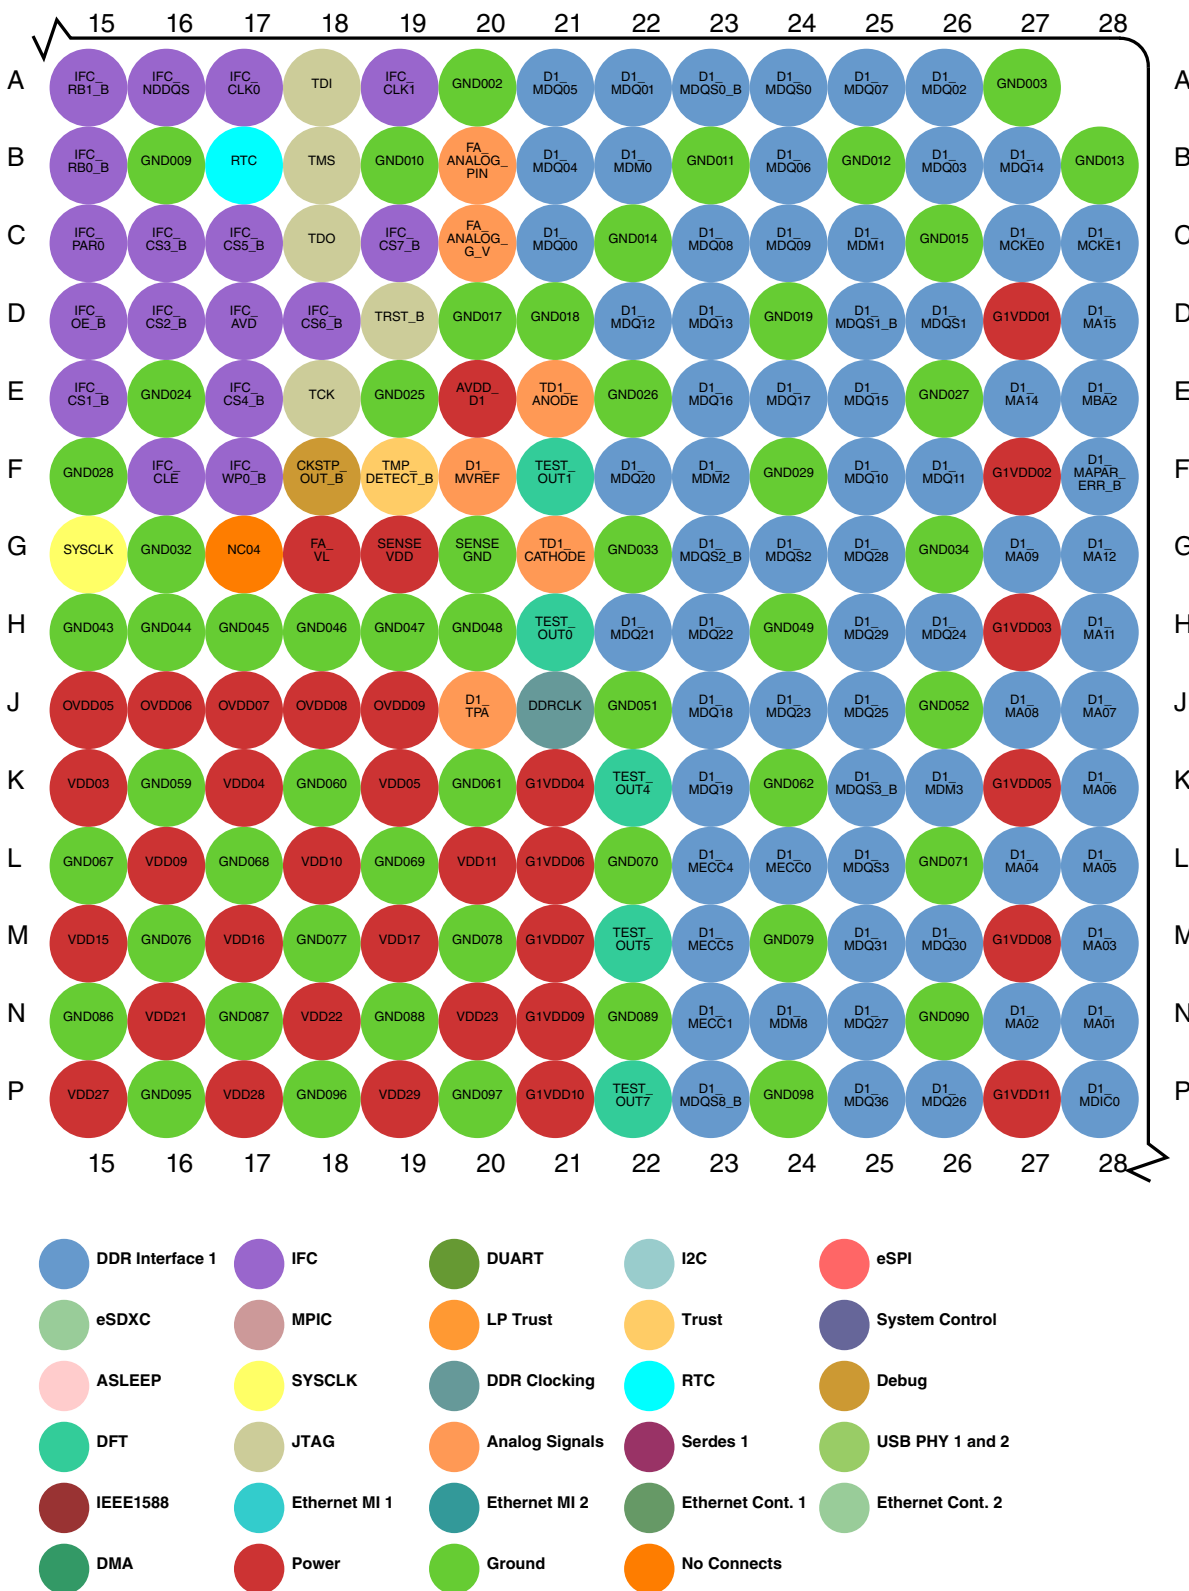 15 16 17 18 19 20 21 22 23 24 25 26 27 28
A IFC_RB1_B IFC_NDDQS IFC_CLK0 TDI IFC_CLK1 GND002 D1_MDQ05 D1_MDQ01 D1_MDQS0_B D1_MDQS0 D1_MDQ07 D1_MDQ02 GND003 A
B IFC_RB0_B GND009 RTC TMS GND010 FA_ANALOG_PIN D1_MDQ04 D1_MDM0 GND011 D1_MDQ06 GND012 D1_MDQ03 D1_MDQ14 GND013 B
C IFC_PAR0 IFC_CS3_B IFC_CS5_B TDO IFC_CS7_B FA_ANALOG_G_V D1_MDQ00 GND014 D1_MDQ08 D1_MDQ09 D1_MDM1 GND015 D1_MCKE0 D1_MCKE1 C
D IFC_OE_B IFC_CS2_B IFC_AVD IFC_CS6_B TRST_B GND017 GND018 D1_MDQ12 D1_MDQ13 GND019 D1_MDQS1_B D1_MDQS1 G1VDD01 D1_MA15 D
E IFC_CS1_B GND024 IFC_CS4_B TCK GND025 AVDD_D1 TD1_ANODE GND026 D1_MDQ16 D1_MDQ17 D1_MDQ15 GND027 D1_MA14 D1_MBA2 E
F GND028 IFC_CLE IFC_WP0_B CKSTP_OUT_B TMP_DETECT_B D1_MVREF TEST_OUT1 D1_MDQ20 D1_MDM2 GND029 D1_MDQ10 D1_MDQ11 G1VDD02 D1_MAPAR_ERR_B F
G SYSCLK GND032 NC04 FA_VL SENSEVDD SENSEGND TD1_CATHODE GND033 D1_MDQS2_B D1_MDQS2 D1_MDQ28 GND034 D1_MA09 D1_MA12 G
H GND043 GND044 GND045 GND046 GND047 GND048 TEST_OUT0 D1_MDQ21 D1_MDQ22 GND049 D1_MDQ29 D1_MDQ24 G1VDD03 D1_MA11 H
J OVDD05 OVDD06 OVDD07 OVDD08 OVDD09 D1_TPA DDRCLK GND051 D1_MDQ18 D1_MDQ23 D1_MDQ25 GND052 D1_MA08 D1_MA07 J
K VDD03 GND059 VDD04 GND060 VDD05 GND061 G1VDD04 TEST_OUT4 D1_MDQ19 GND062 D1_MDQS3_B D1_MDM3 G1VDD05 D1_MA06 K
L GND067 VDD09 GND068 VDD10 GND069 VDD11 G1VDD06 GND070 D1_MECC4 D1_MECC0 D1_MDQS3 GND071 D1_MA04 D1_MA05 L
M VDD15 GND076 VDD16 GND077 VDD17 GND078 G1VDD07 TEST_OUT5 D1_MECC5 GND079 D1_MDQ31 D1_MDQ30 G1VDD08 D1_MA03 M
N GND086 VDD21 GND087 VDD22 GND088 VDD23 G1VDD09 GND089 D1_MECC1 D1_MDM8 D1_MDQ27 GND090 D1_MA02 D1_MA01 N
P VDD27 GND095 VDD28 GND096 VDD29 GND097 G1VDD10 TEST_OUT7 D1_MDQS8_B GND098 D1_MDQ36 D1_MDQ26 G1VDD11 D1_MDIC0 P
15 16 17 18 19 20 21 22 23 24 25 26 27 28
DDR Interface 1 IFC DUART I2C eSPI
eSDXC MPIC LP Trust Trust System Control
ASLEEP SYSCLK DDR Clocking RTC Debug
DFT JTAG Analog Signals Serdes 1 USB PHY 1 and 2
IEEE1588 Ethernet MI 1 Ethernet MI 2 Ethernet Cont. 1 Ethernet Cont. 2
DMA Power Ground No Connects